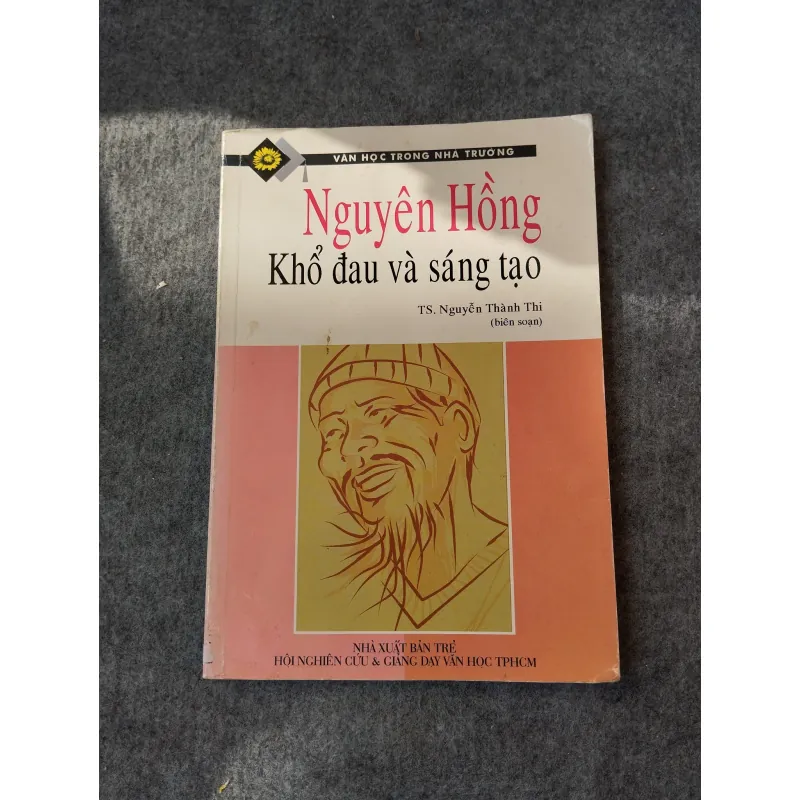 VĂN HỌC TRONG NHÀ TRƯỜNG
Nguyên Hồng
Khổ đau và sáng tạo
TS. Nguyễn Thành Thi
(biên soạn)
NHÀ XUẤT BẢN TRẺ
HỘI NGHIÊN CỨU & GIẢNG DẠY VĂN HỌC TPHCM